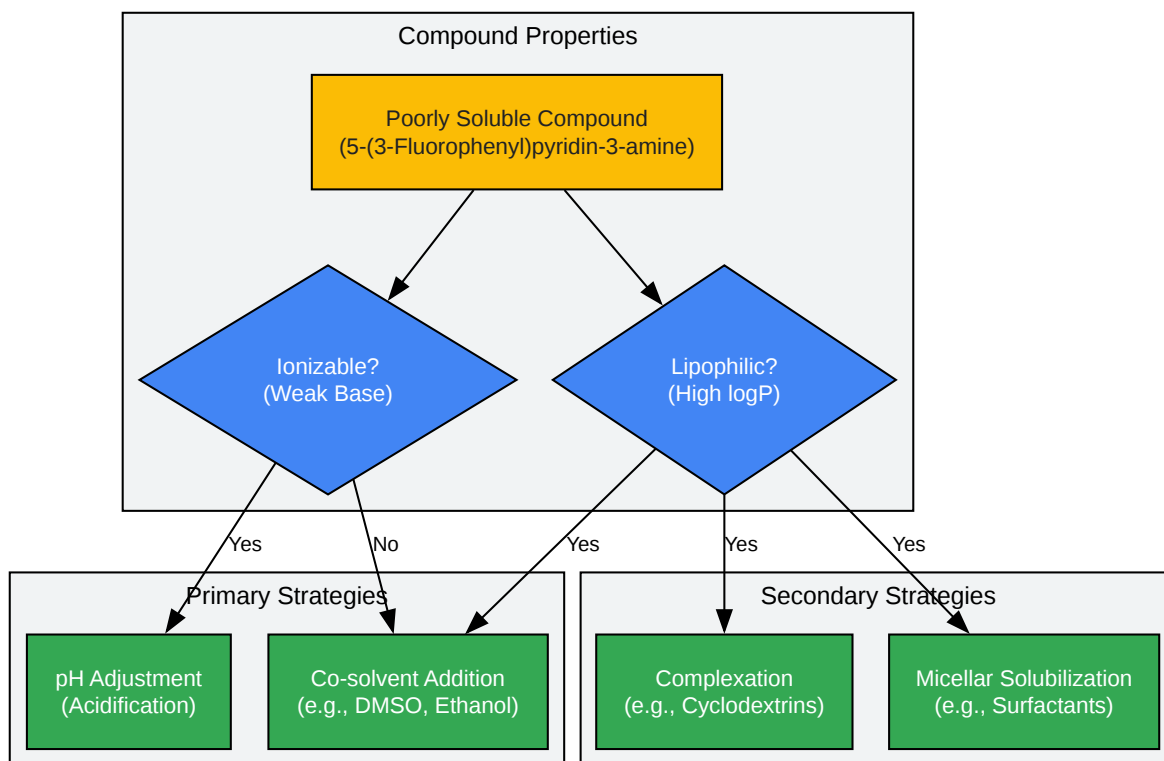 Compound Properties
Poorly Soluble Compound
(5-(3-Fluorophenyl)pyridin-3-amine)
Ionizable?
(Weak Base)
Lipophilic?
(High logP)
Yes
No
Yes
Yes
Yes
Primary Strategies
Secondary Strategies
pH Adjustment
(Acidification)
Co-solvent Addition
(e.g., DMSO, Ethanol)
Complexation
(e.g., Cyclodextrins)
Micellar Solubilization
(e.g., Surfactants)